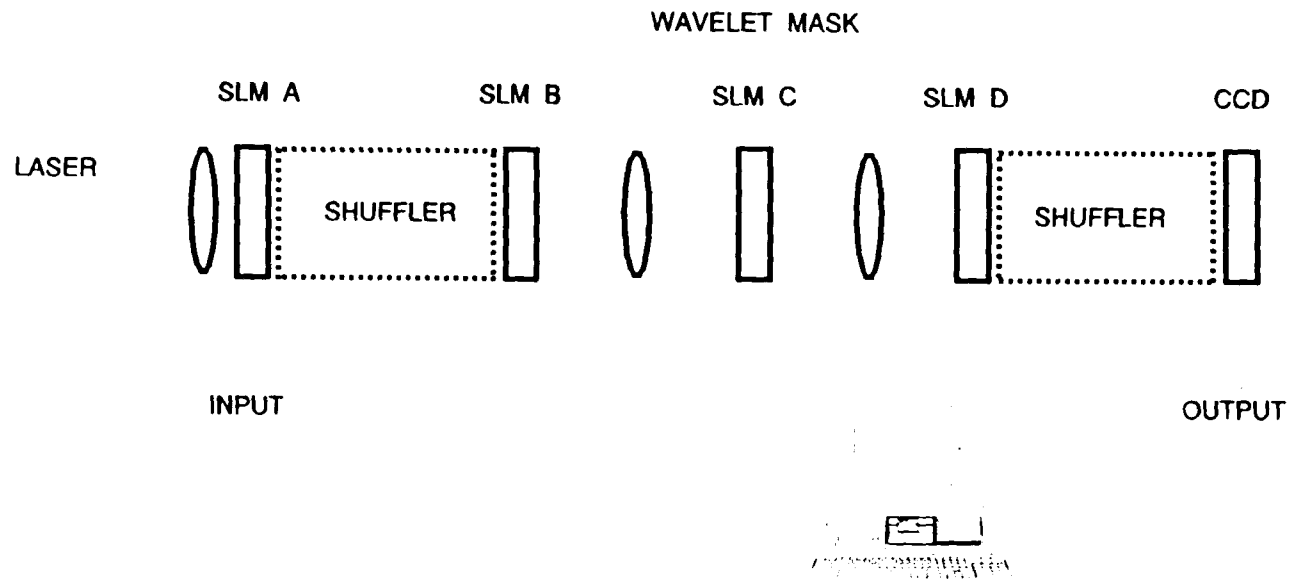 WAVELET MASK
SLM A
SLM B
SLM C
SLM D
CCD
LASER
SHUFFLER
SHUFFLER
INPUT
OUTPUT